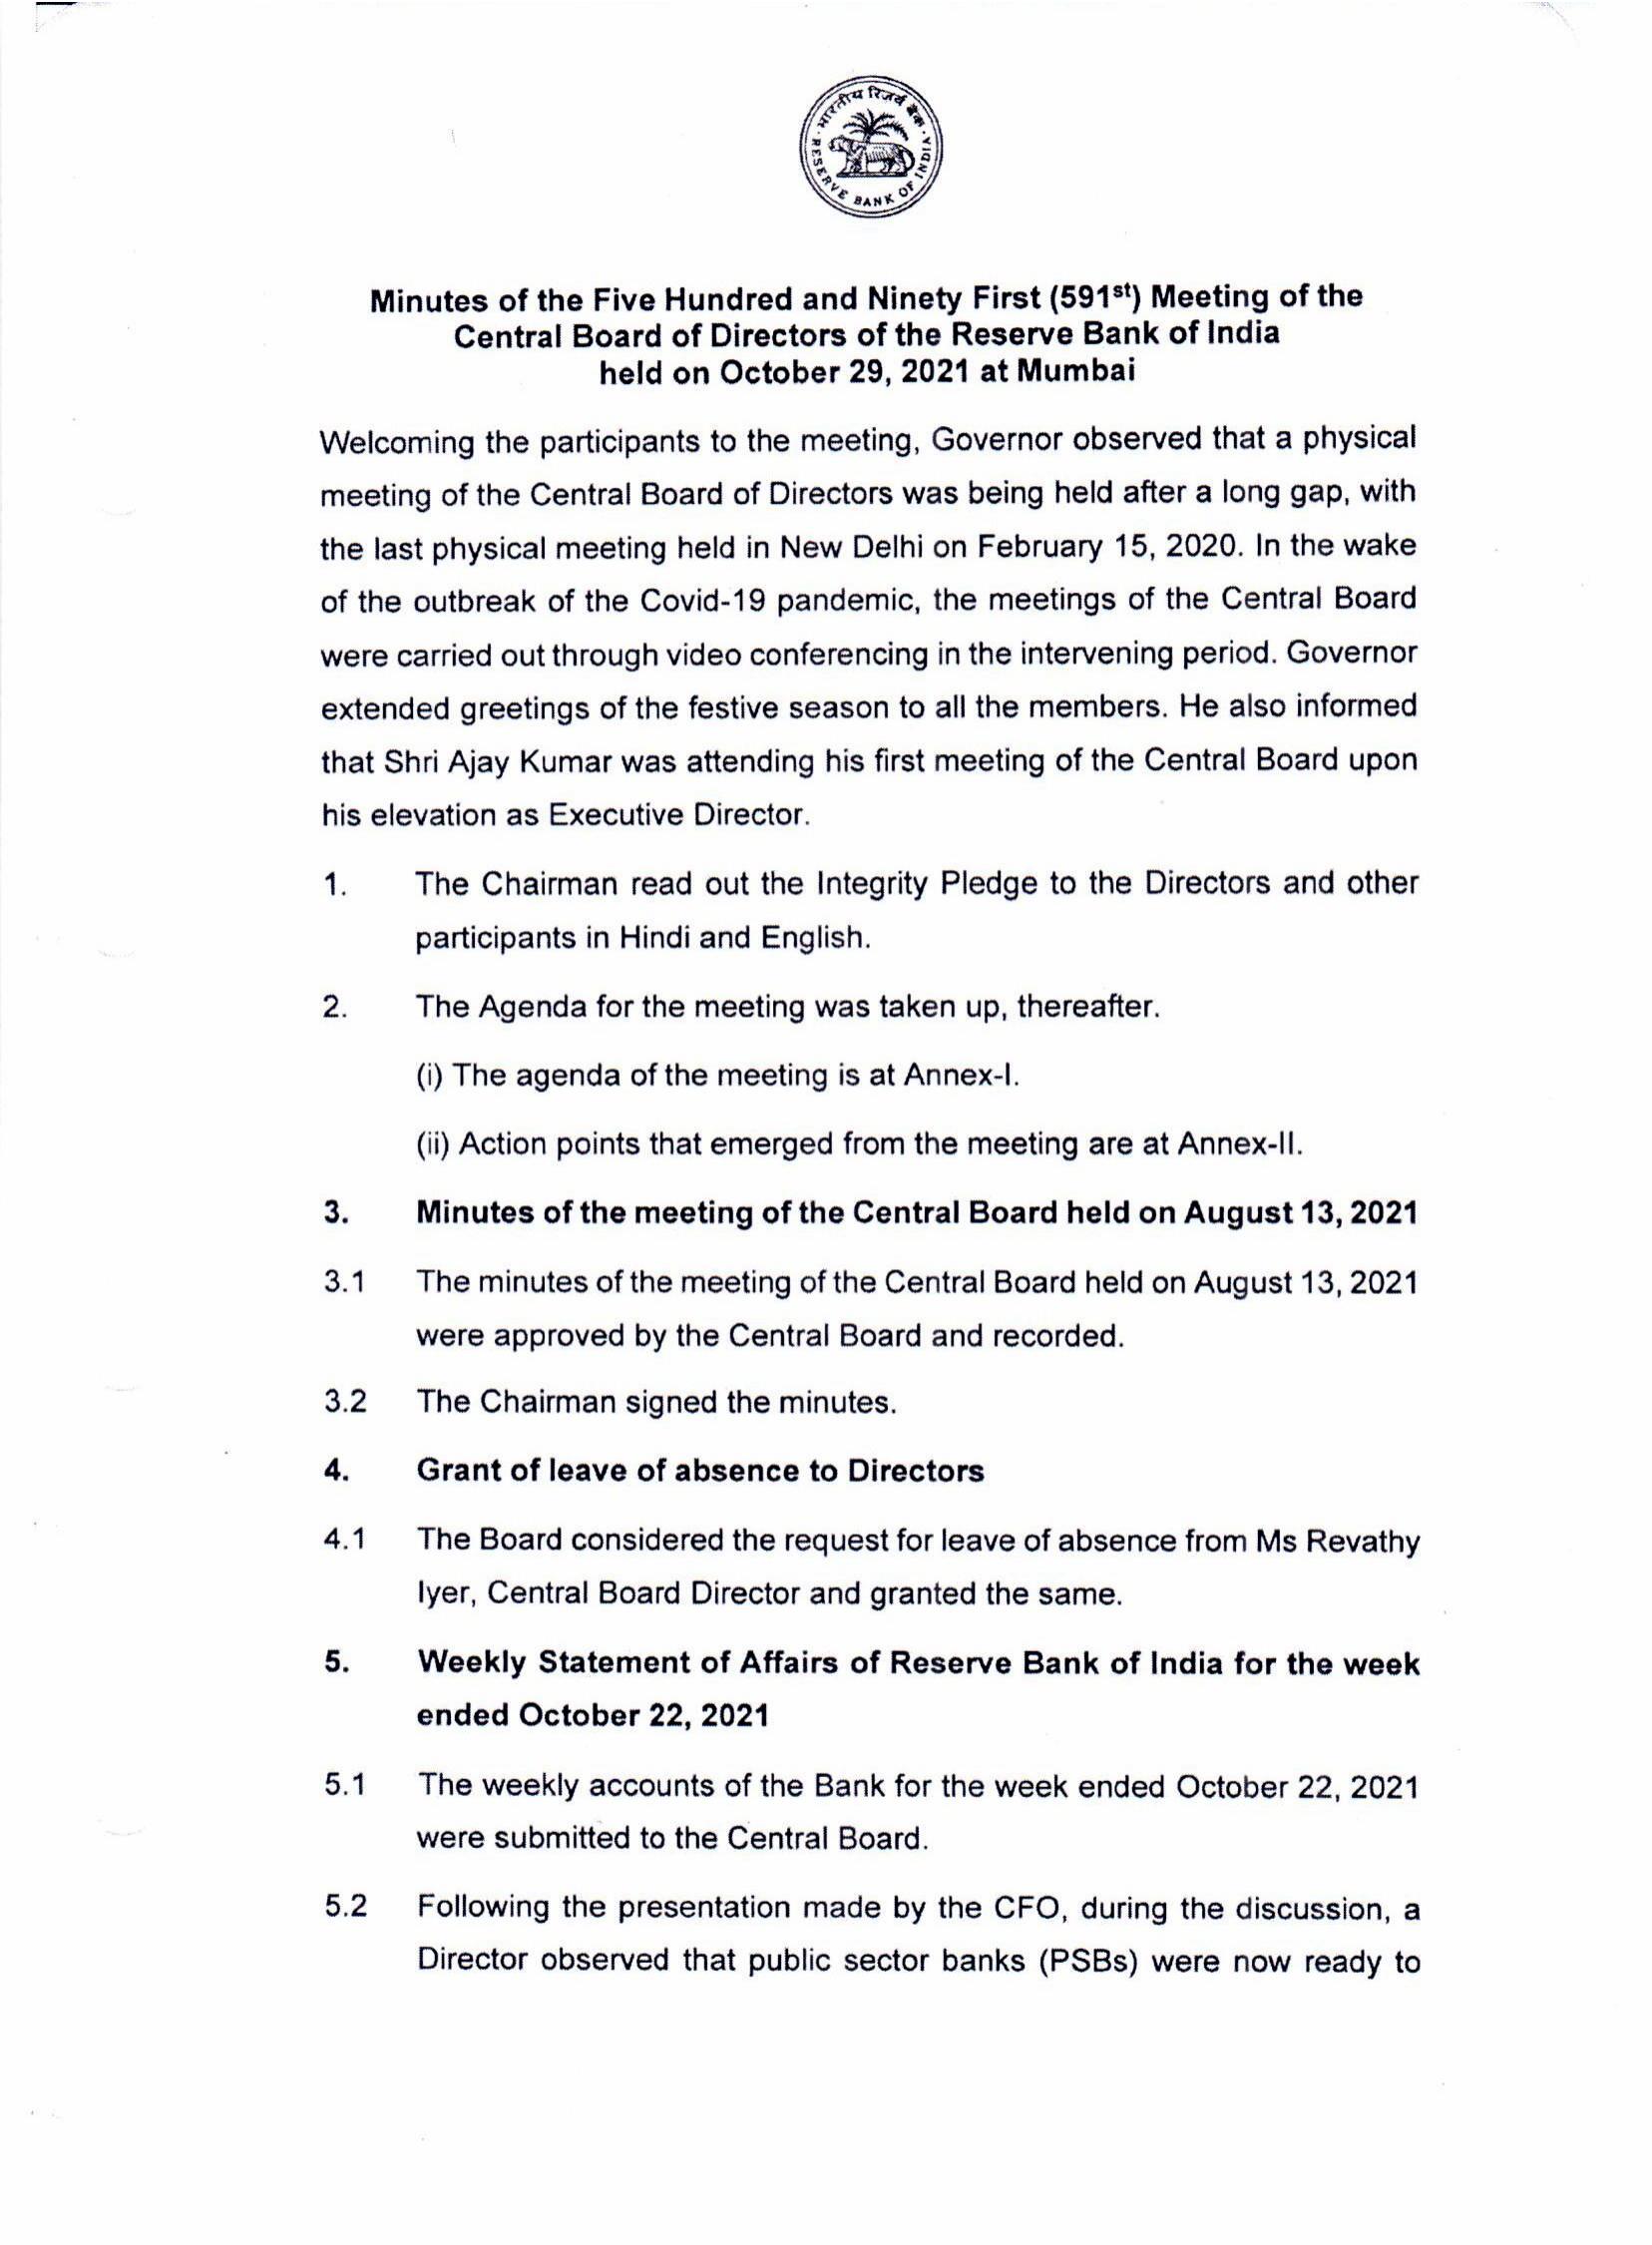 भारतीय रिज़र्व बैंक
RESERVE BANK OF INDIA
Minutes of the Five Hundred and Ninety First (591st) Meeting of the
Central Board of Directors of the Reserve Bank of India
held on October 29, 2021 at Mumbai
Welcoming the participants to the meeting, Governor observed that a physical
meeting of the Central Board of Directors was being held after a long gap, with
the last physical meeting held in New Delhi on February 15, 2020. In the wake
of the outbreak of the Covid-19 pandemic, the meetings of the Central Board
were carried out through video conferencing in the intervening period. Governor
extended greetings of the festive season to all the members. He also informed
that Shri Ajay Kumar was attending his first meeting of the Central Board upon
his elevation as Executive Director.
1. The Chairman read out the Integrity Pledge to the Directors and other
participants in Hindi and English.
2. The Agenda for the meeting was taken up, thereafter.
(i) The agenda of the meeting is at Annex-I.
(ii) Action points that emerged from the meeting are at Annex-II.
3. Minutes of the meeting of the Central Board held on August 13, 2021
3.1 The minutes of the meeting of the Central Board held on August 13, 2021
were approved by the Central Board and recorded.
3.2 The Chairman signed the minutes.
4. Grant of leave of absence to Directors
4.1 The Board considered the request for leave of absence from Ms Revathy
Iyer, Central Board Director and granted the same.
5. Weekly Statement of Affairs of Reserve Bank of India for the week
ended October 22, 2021
5.1 The weekly accounts of the Bank for the week ended October 22, 2021
were submitted to the Central Board.
5.2 Following the presentation made by the CFO, during the discussion, a
Director observed that public sector banks (PSBs) were now ready to